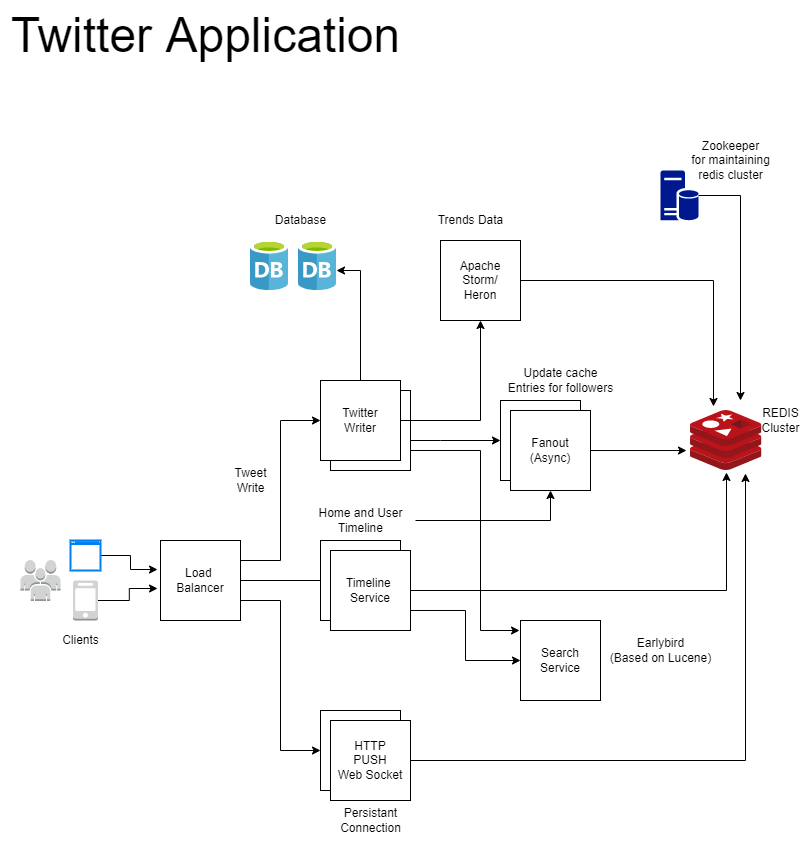 Twitter Application
Zookeeper
for maintaining
redis cluster
Database
Trends Data
DB
DB
Apache
Storm/
Heron
Update cache
Entries for followers
Twitter
Writer
REDIS
Cluster
Fanout
(Async)
Tweet
Write
Home and User
Timeline
Load
Balancer
Timeline
Service
Clients
Search
Service
Earlybird
(Based on Lucene)
HTTP
PUSH
Web Socket
Persistant
Connection